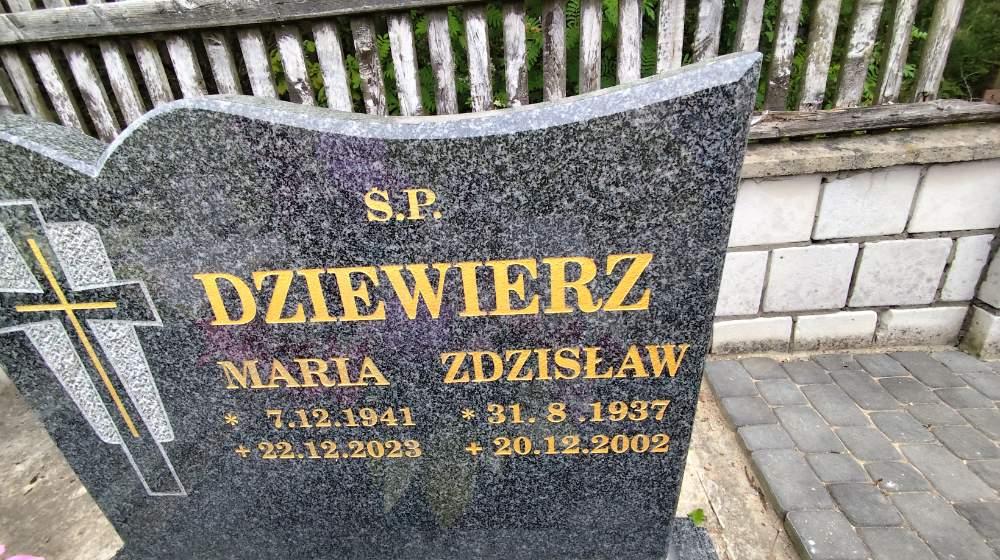 Ś.P.
DZIEWIERZ
MARIA ZDZISŁAW
* 7.12.1941 * 31. 8 .1937
+ 22.12.2023 + 20.12.2002